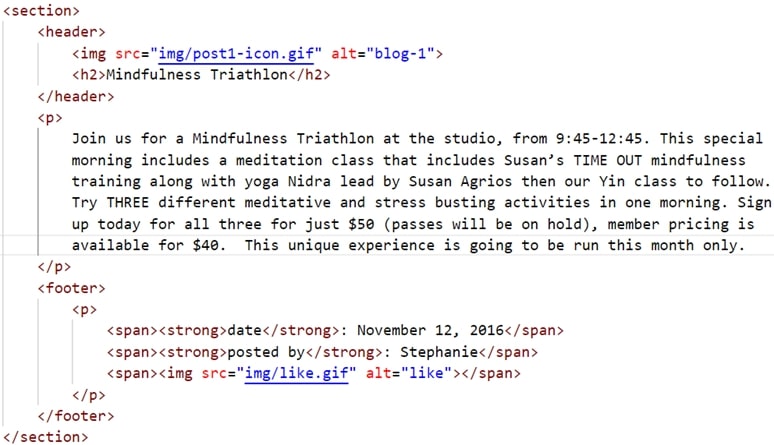 <section>
<header>
<img src="img/post1-icon.gif" alt="blog-1">
<h2>Mindfulness Triathlon</h2>
</header>
<p>
Join us for a Mindfulness Triathlon at the studio, from 9:45-12:45. This special
morning includes a meditation class that includes Susan’s TIME OUT mindfulness
training along with yoga Nidra lead by Susan Agrios then our Yin class to follow.
Try THREE different meditative and stress busting activities in one morning. Sign
up today for all three for just $50 (passes will be on hold), member pricing is
available for $40.  This unique experience is going to be run this month only.
</p>
<footer>
<p>
<span><strong>date</strong>: November 12, 2016</span>
<span><strong>posted by</strong>: Stephanie</span>
<span><img src="img/like.gif" alt="like"></span>
</p>
</footer>
</section>